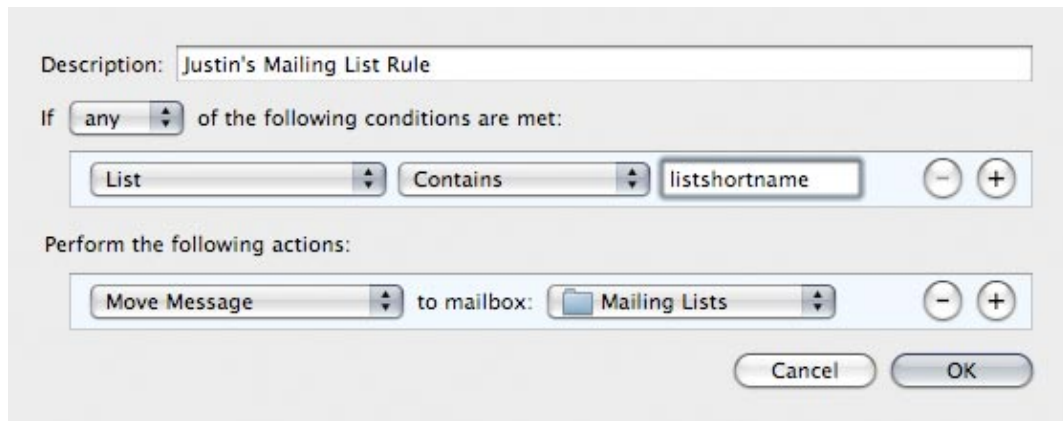 Description: Justin's Mailing List Rule
If any of the following conditions are met:
List Contains listshortname
Perform the following actions:
Move Message to mailbox: Mailing Lists
Cancel OK